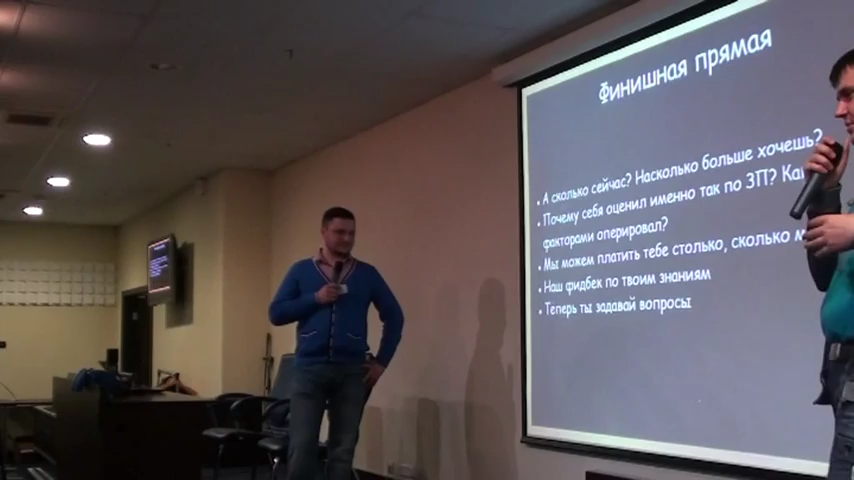 Финишная прямая
• А сколько сейчас? Насколько больше хочешь?
• Почему себя оценил именно так по ЗП?
факторами оперировал?
• Мы можем платить тебе столько, сколько
• Наш фидбек по твоим знаниям
• Теперь ты задавай вопросы